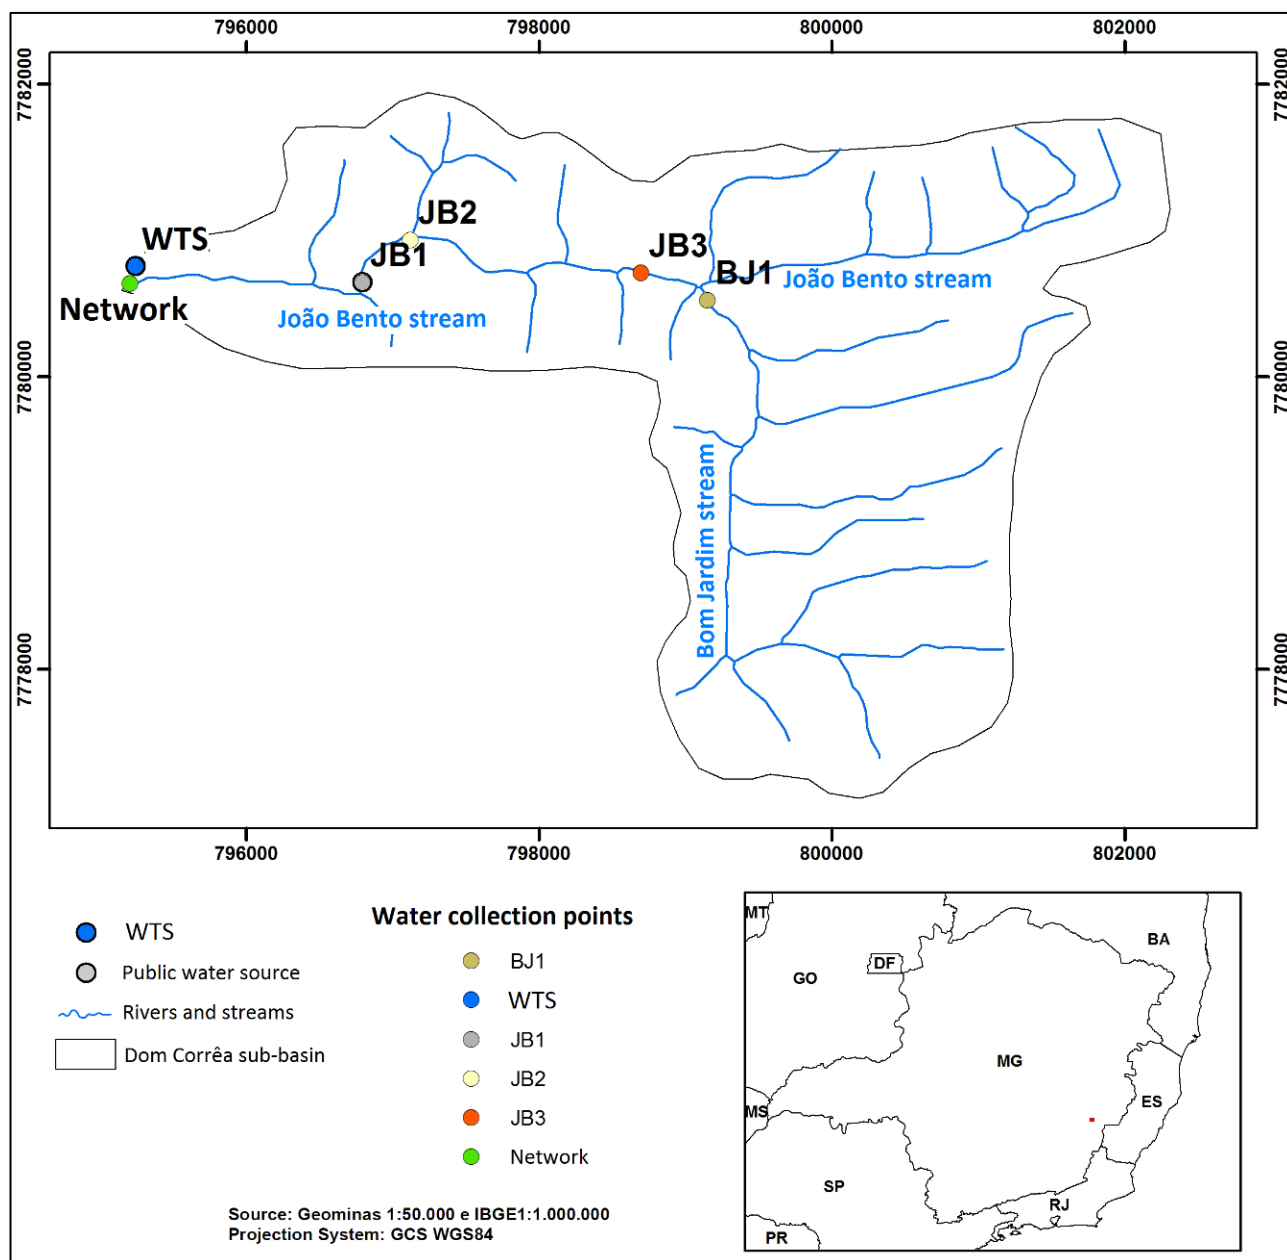 796000
798000
800000
802000
7782000
7782000
WTS
JB2
JB1
JB3
BJ1
João Bento stream
Network
João Bento stream
7780000
7780000
Bom Jardim stream
7778000
7778000
796000
798000
800000
802000
WTS
Public water source
Rivers and streams
Dom Corrêa sub-basin
Water collection points
BJ1
WTS
JB1
JB2
JB3
Network
Source: Geominas 1:50.000 e IBGE1:1.000.000
Projection System: GCS WGS84
MT
BA
DF
GO
MG
MS
ES
SP
RJ
PR